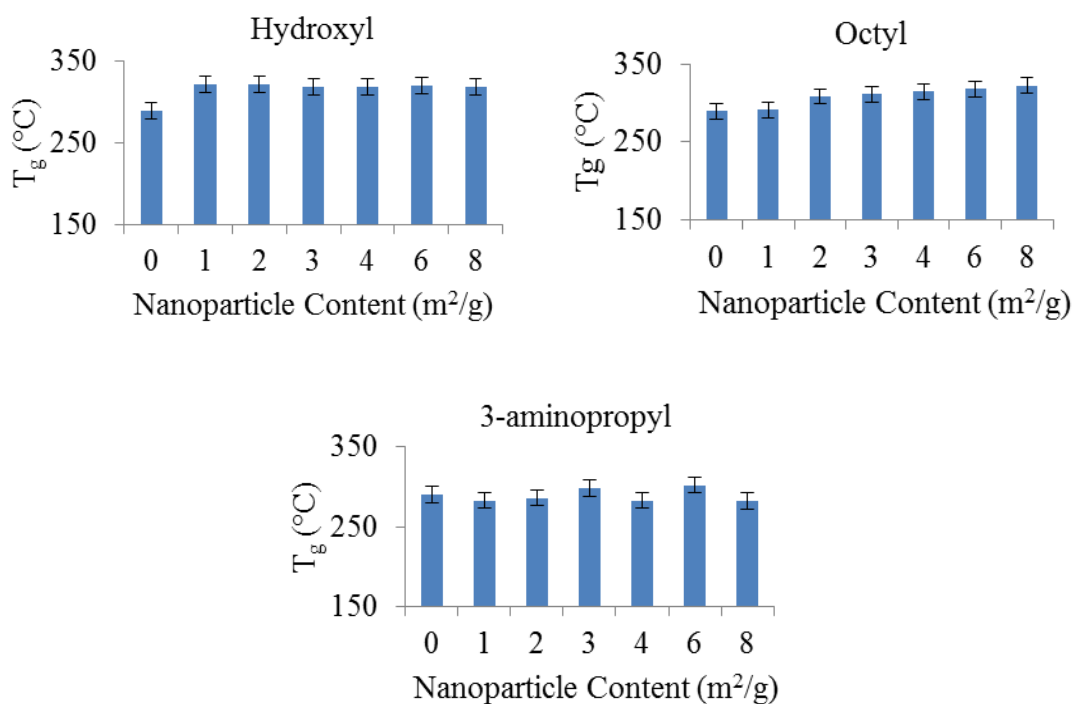 Hydroxyl
350
250
150
T_g (°C)
0 1 2 3 4 6 8
Nanoparticle Content (m²/g)
Octyl
350
250
150
Tg (°C)
0 1 2 3 4 6 8
Nanoparticle Content (m²/g)
3-aminopropyl
350
250
150
T_g (°C)
0 1 2 3 4 6 8
Nanoparticle Content (m²/g)